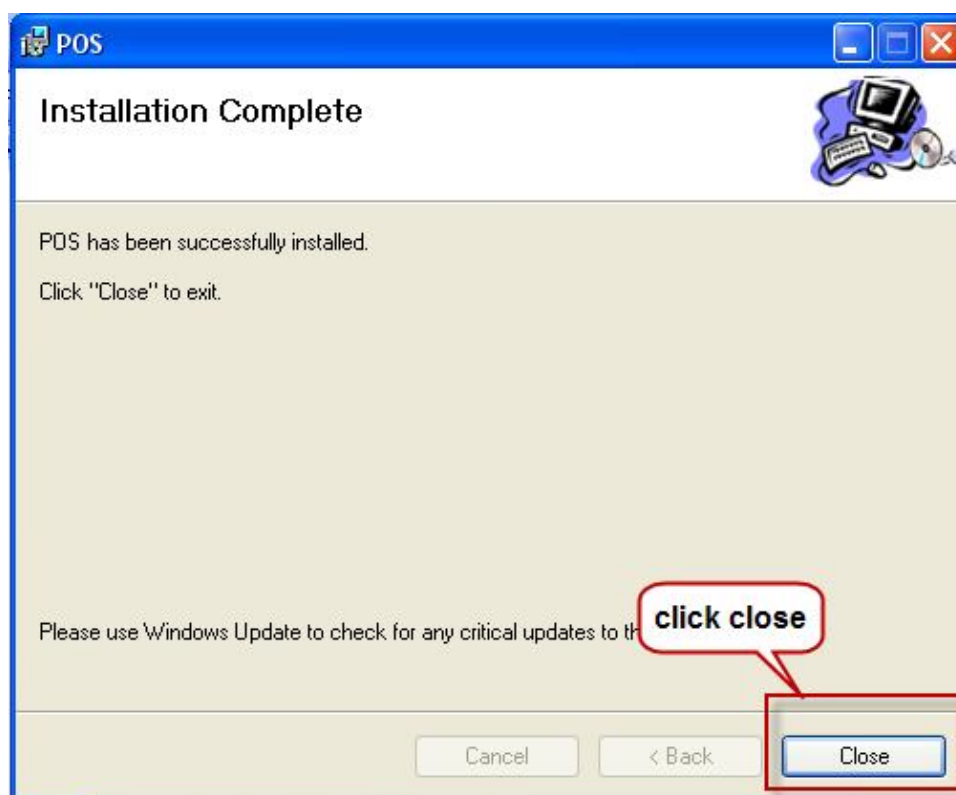 POS
Installation Complete
POS has been successfully installed.
Click "Close" to exit.
click close
Please use Windows Update to check for any critical updates to
Cancel
< Back
Close